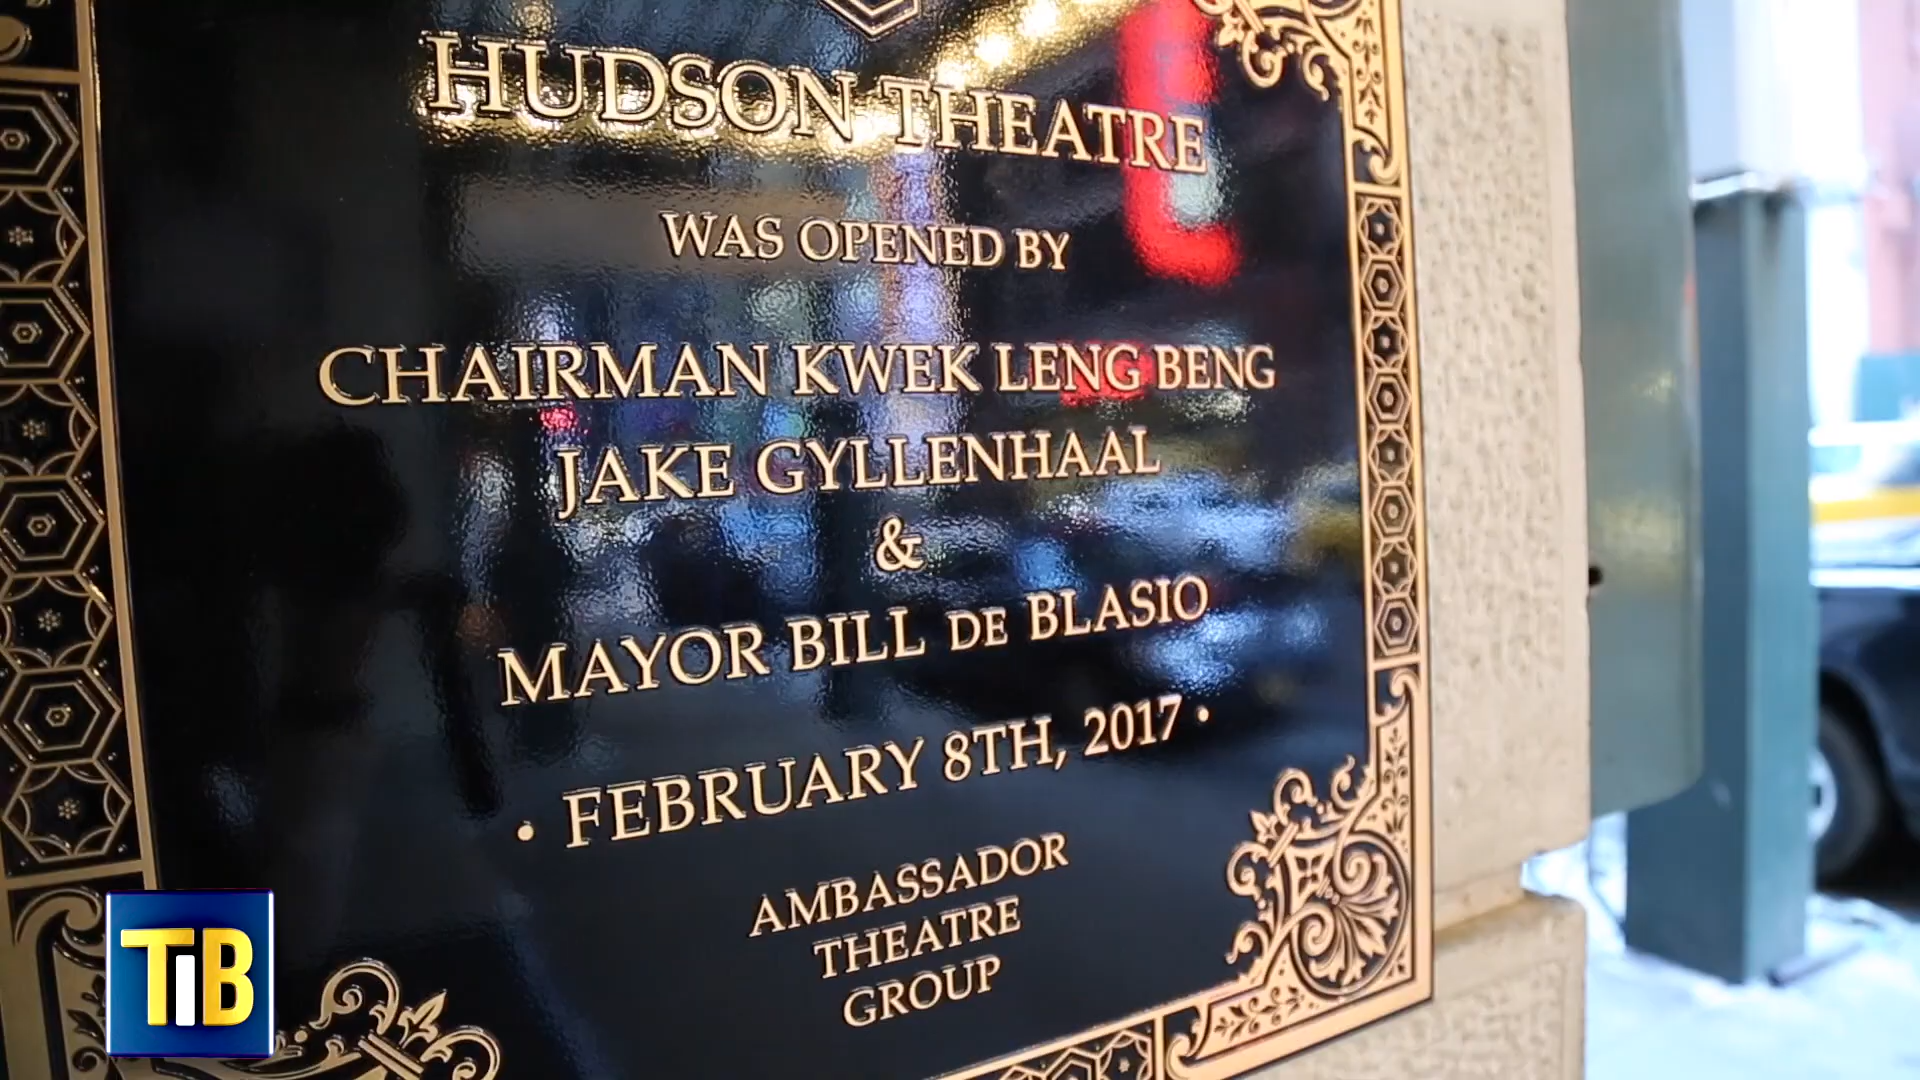 HUDSON THEATRE
WAS OPENED BY
CHAIRMAN KWEK LENG BENG
JAKE GYLLENHAAL
&
MAYOR BILL DE BLASIO
• FEBRUARY 8TH, 2017 •
AMBASSADOR
THEATRE
GROUP
TiB